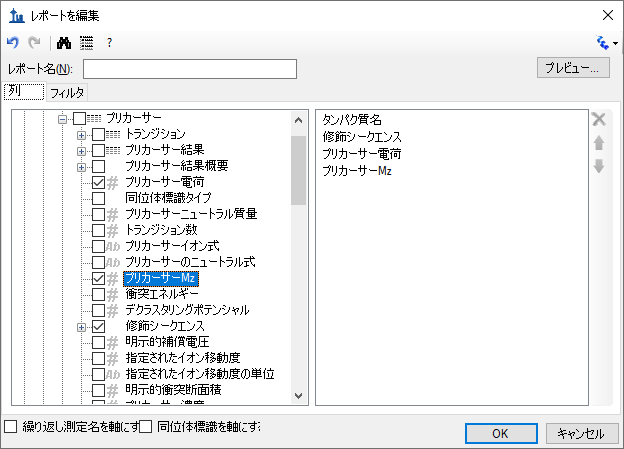 レポートを編集
?
レポート名(N):
プレビュー...
列 フィルタ
プリカーサー
トランジション
プリカーサー結果
プリカーサー結果概要
# プリカーサー電荷
同位体標識タイプ
# プリカーサーニュートラル質量
# トランジション数
Ab プリカーサーイオン式
Ab プリカーサーのニュートラル式
# プリカーサーMz
# 衝突エネルギー
# デクラスタリングポテンシャル
修飾シークエンス
# 明示的補償電圧
# 指定されたイオン移動度
# 指定されたイオン移動度の単位
# 明示的衝突断面積
タンパク質名
修飾シークエンス
プリカーサー電荷
プリカーサーMz
繰り返し測定名を軸にす 同位体標識を軸にす
OK キャンセル